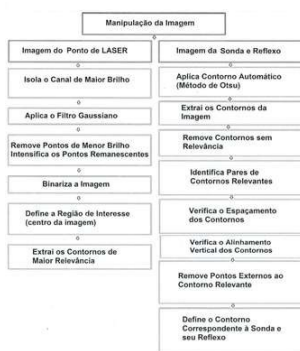 Manipulação da Imagem
Imagem do Ponto de LASER
Isola o Canal de Maior Brilho
Aplica o Filtro Gaussiano
Remove Pontos de Menor Brilho
Intensifica os Pontos Remanescentes
Binariza a Imagem
Define a Região de Interesse
(centro da imagem)
Extrai os Contornos de
Maior Relevância
Imagem da Sonda e Reflexo
Aplica Contorno Automático
(Método de Otsu)
Extrai os Contornos da
Imagem
Remove Contornos sem
Relevância
Identifica Pares de
Contornos Relevantes
Verifica o Espaçamento
dos Contornos
Verifica o Alinhamento
Vertical dos Contornos
Remove Pontos Externos ao
Contorno Relevante
Define o Contorno
Correspondente à Sonda e
seu Reflexo